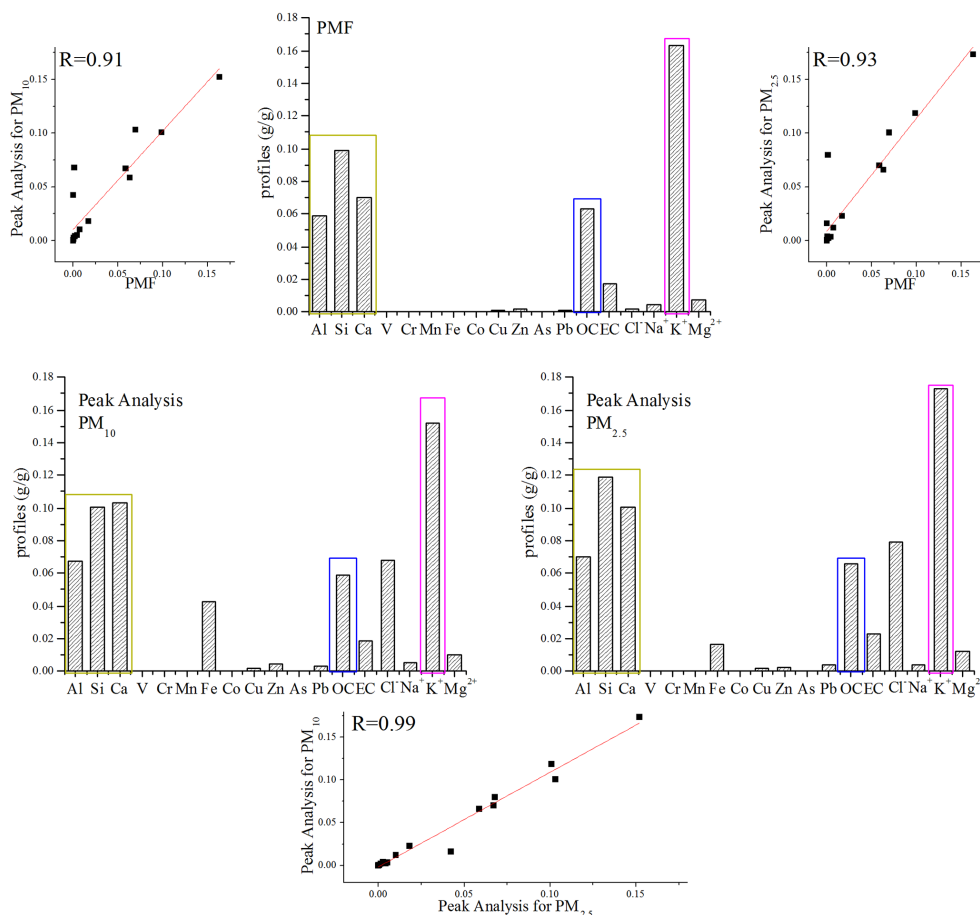 R=0.91
Peak Analysis for PM10
0.15
0.10
0.05
0.00
0.00 0.05 0.10 0.15
PMF
PMF
profiles (g/g)
0.18
0.16
0.14
0.12
0.10
0.08
0.06
0.04
0.02
0.00
Al Si Ca V Cr Mn Fe Co Cu Zn As Pb OC EC Cl- Na+ K+ Mg2+
R=0.93
Peak Analysis for PM2.5
0.15
0.10
0.05
0.00
0.00 0.05 0.10 0.15
PMF
Peak Analysis
PM10
profiles (g/g)
0.18
0.16
0.14
0.12
0.10
0.08
0.06
0.04
0.02
0.00
Al Si Ca V Cr Mn Fe Co Cu Zn As Pb OC EC Cl- Na+ K+ Mg2+
Peak Analysis
PM2.5
profiles (g/g)
0.18
0.16
0.14
0.12
0.10
0.08
0.06
0.04
0.02
0.00
Al Si Ca V Cr Mn Fe Co Cu Zn As Pb OC EC Cl- Na+ K+ Mg2
R=0.99
Peak Analysis for PM10
0.15
0.10
0.05
0.00
0.00 0.05 0.10 0.15
Peak Analysis for PM2.5